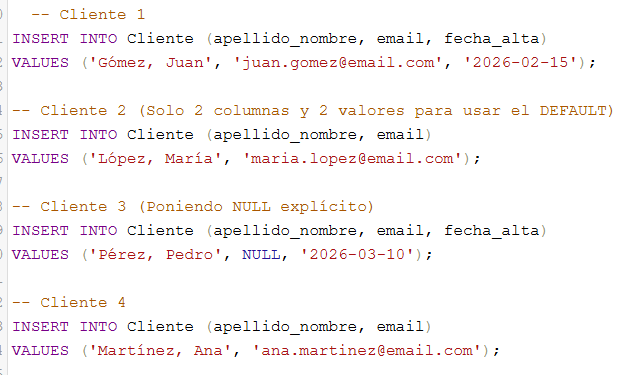 -- Cliente 1
INSERT INTO Cliente (apellido_nombre, email, fecha_alta)
VALUES ('Gómez, Juan', 'juan.gomez@email.com', '2026-02-15');
-- Cliente 2 (Solo 2 columnas y 2 valores para usar el DEFAULT)
INSERT INTO Cliente (apellido_nombre, email)
VALUES ('López, María', 'maria.lopez@email.com');
-- Cliente 3 (Poniendo NULL explícito)
INSERT INTO Cliente (apellido_nombre, email, fecha_alta)
VALUES ('Pérez, Pedro', NULL, '2026-03-10');
-- Cliente 4
INSERT INTO Cliente (apellido_nombre, email)
VALUES ('Martínez, Ana', 'ana.martinez@email.com');